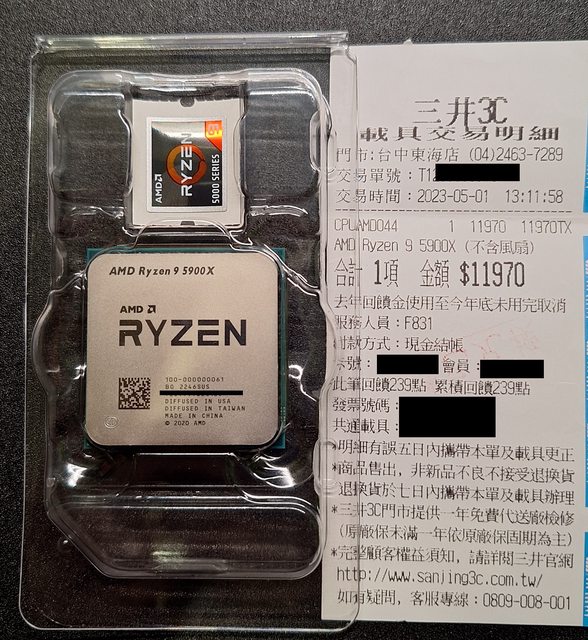 AMD
RYZEN
5000 SERIES
AMD Ryzen 9 5900X
AMD
RYZEN
100-000000061
BG 2246SUS
DIFFUSED IN USA
DIFFUSED IN TAIWAN
MADE IN CHINA
© 2020 AMD
三井3C
載具交易明細
門市:台中東海店 (04)2463-7289
交易單號:T12
交易時間:2023-05-01 13:11:58
CPUAMD044 1 11970 11970TX
AMD Ryzen 9 5900X (不含風扇)
合計 1項 金額 $11970
去年回饋金使用至今年底未用完取消
服務人員:F831
付款方式:現金結帳
卡號: 會員:
此筆回饋239點 累積回饋239點
發票號碼:
共通載具:
*明細有誤五日內攜帶本單及載具更正
*商品售出,非新品不良不接受退換貨
退換貨於七日內攜帶本單及載具辦理
*三井3C門市提供一年免費代送廠檢修
(原廠保未滿一年依原廠保固期為主)
*完整顧客權益須知,請詳閱三井官網
http://www.sanjing3c.com.tw/
如有疑問,客服專線:0809-008-001